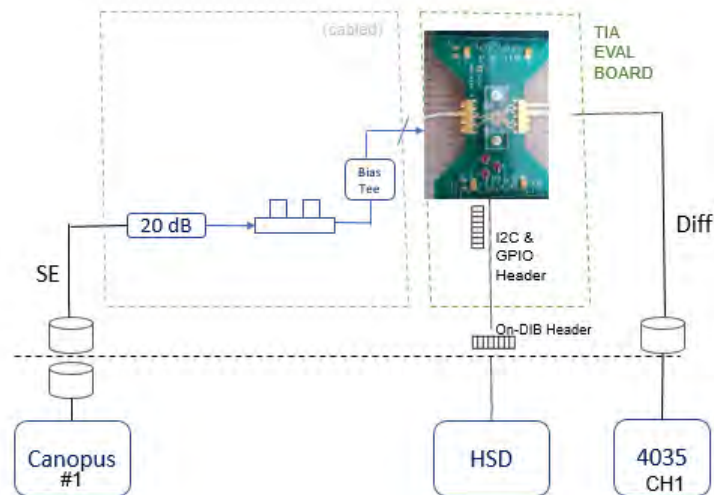 (cabled)
TIA
EVAL
BOARD
Bias
Tee
20 dB
I2C &
GPIO
Header
Diff
SE
On-DIB Header
Canopus
#1
HSD
4035
CH1